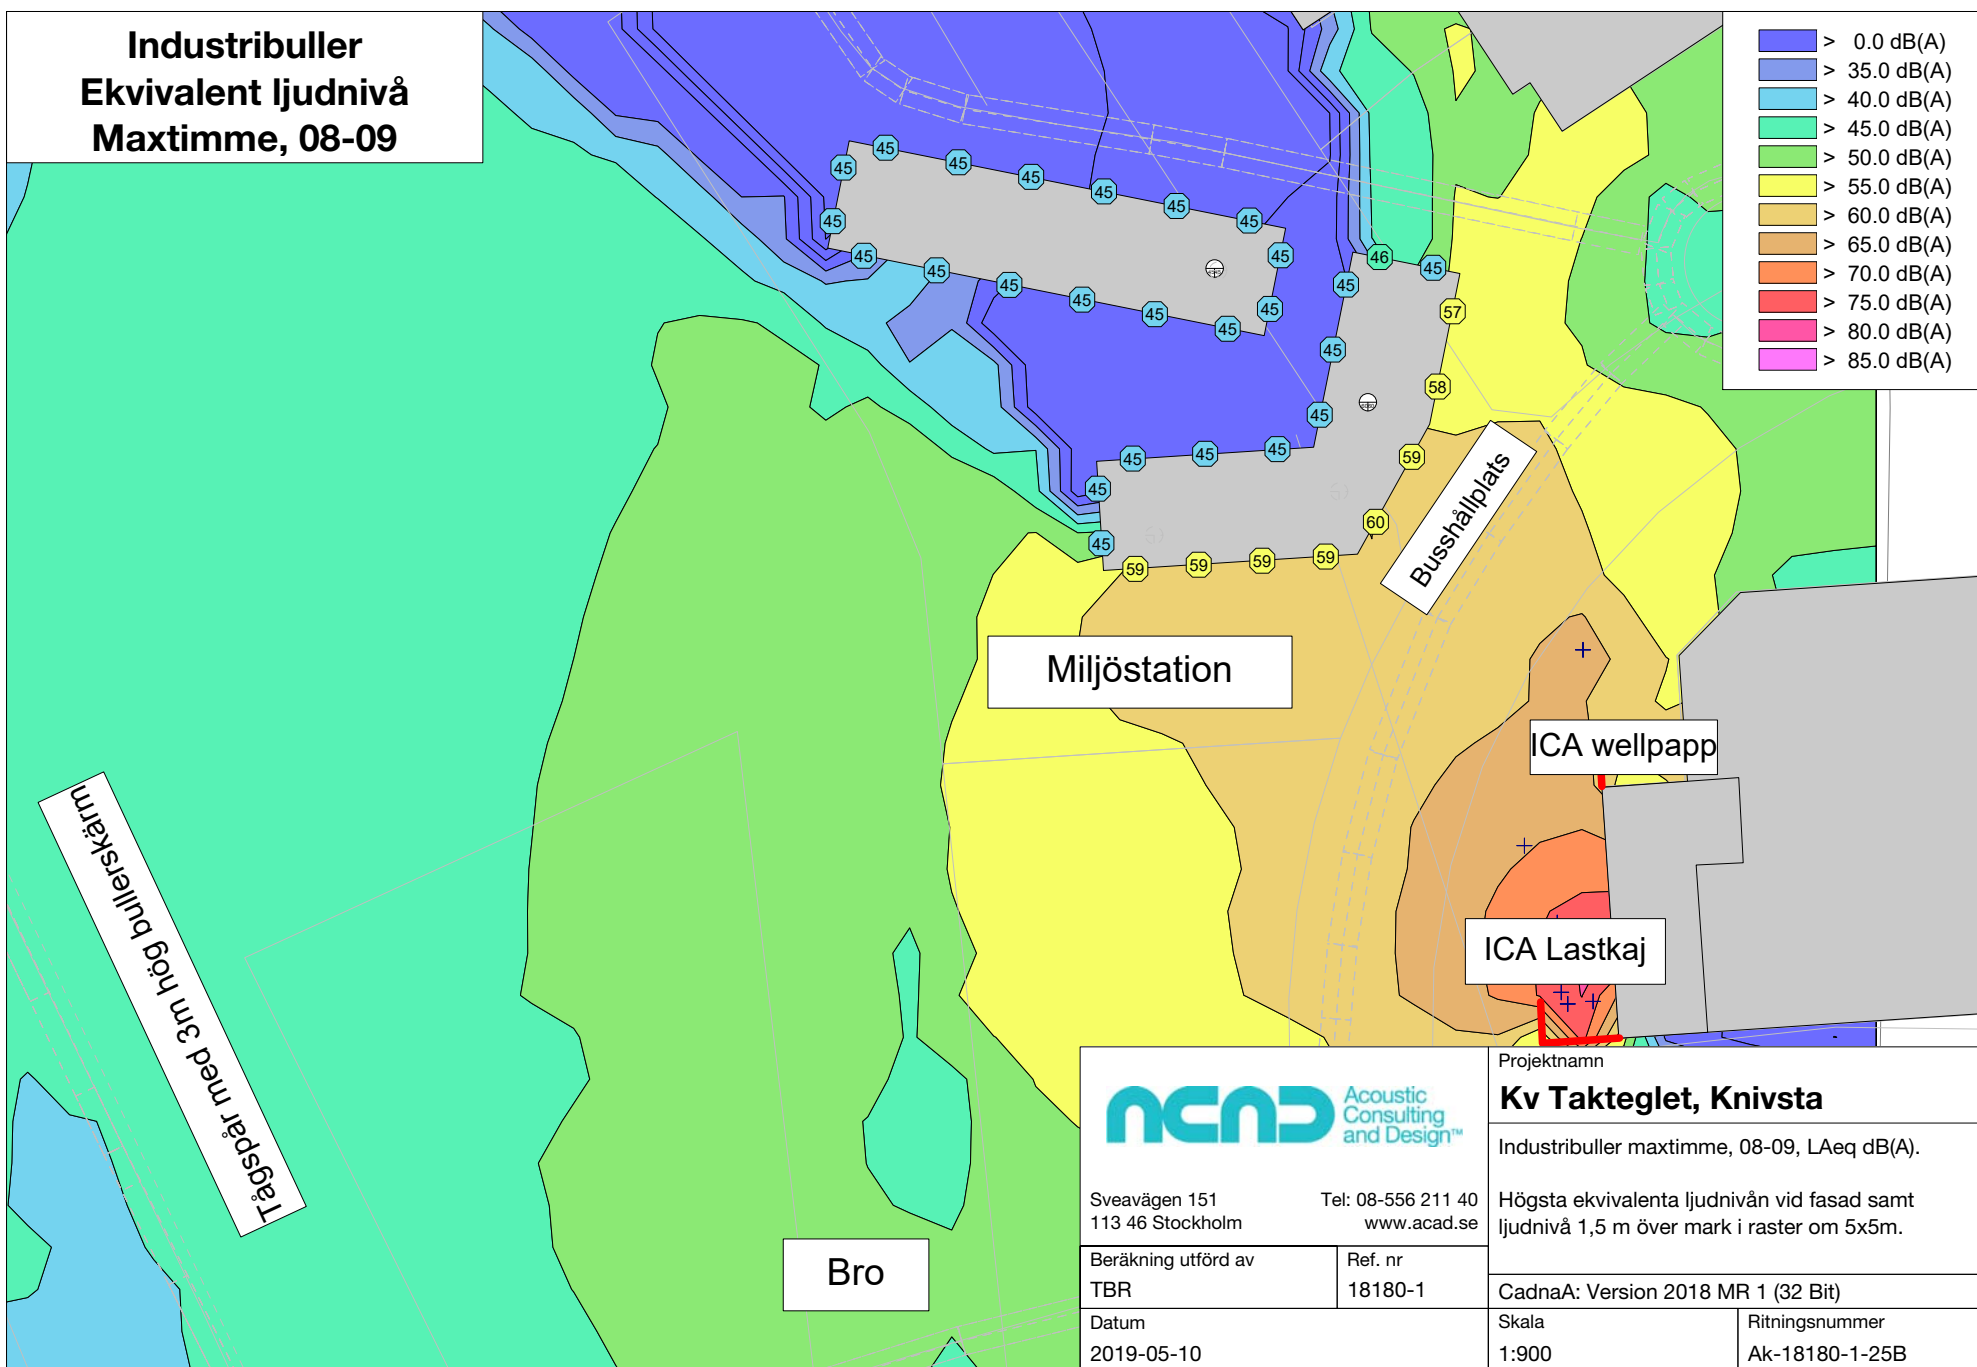 Industribuller
Ekvivalent ljudnivå
Maxtimme, 08-09
> 0.0 dB(A)
> 35.0 dB(A)
> 40.0 dB(A)
> 45.0 dB(A)
> 50.0 dB(A)
> 55.0 dB(A)
> 60.0 dB(A)
> 65.0 dB(A)
> 70.0 dB(A)
> 75.0 dB(A)
> 80.0 dB(A)
> 85.0 dB(A)
45 45 45 45 45 45 45 45
45 45 45 45 45 45 45 45 45
46 45
45 57
45 58
45 59
45 45 45
45 60
45 59 59 59 59
Busshållplats
Miljöstation
ICA wellpapp
ICA Lastkaj
Tågspår med 3m hög bullerskärm
Bro
ACAD Acoustic
Consulting
and Design™
Sveavägen 151 Tel: 08-556 211 40
113 46 Stockholm www.acad.se
Beräkning utförd av
TBR
Ref. nr
18180-1
Datum
2019-05-10
Projektnamn
Kv Takteglet, Knivsta
Industribuller maxtimme, 08-09, LAeq dB(A).
Högsta ekvivalenta ljudnivån vid fasad samt
ljudnivå 1,5 m över mark i raster om 5x5m.
CadnaA: Version 2018 MR 1 (32 Bit)
Skala
1:900
Ritningsnummer
Ak-18180-1-25B